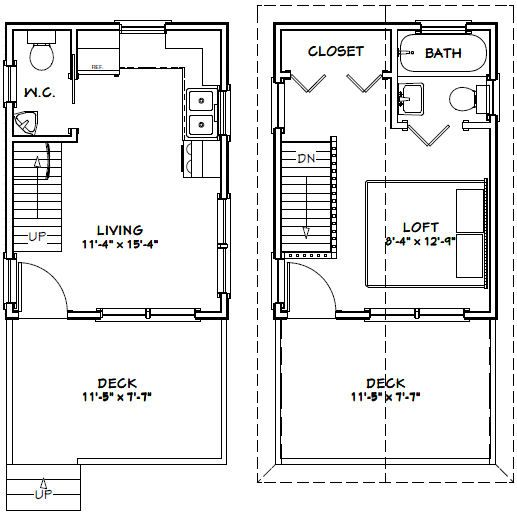 REF.
W.C.
UP
LIVING
11'-4" x 15'-4"
DECK
11'-5" x 7'-7"
UP
CLOSET
BATH
DN
LOFT
8'-4" x 12'-9"
DECK
11'-5" x 7'-7"